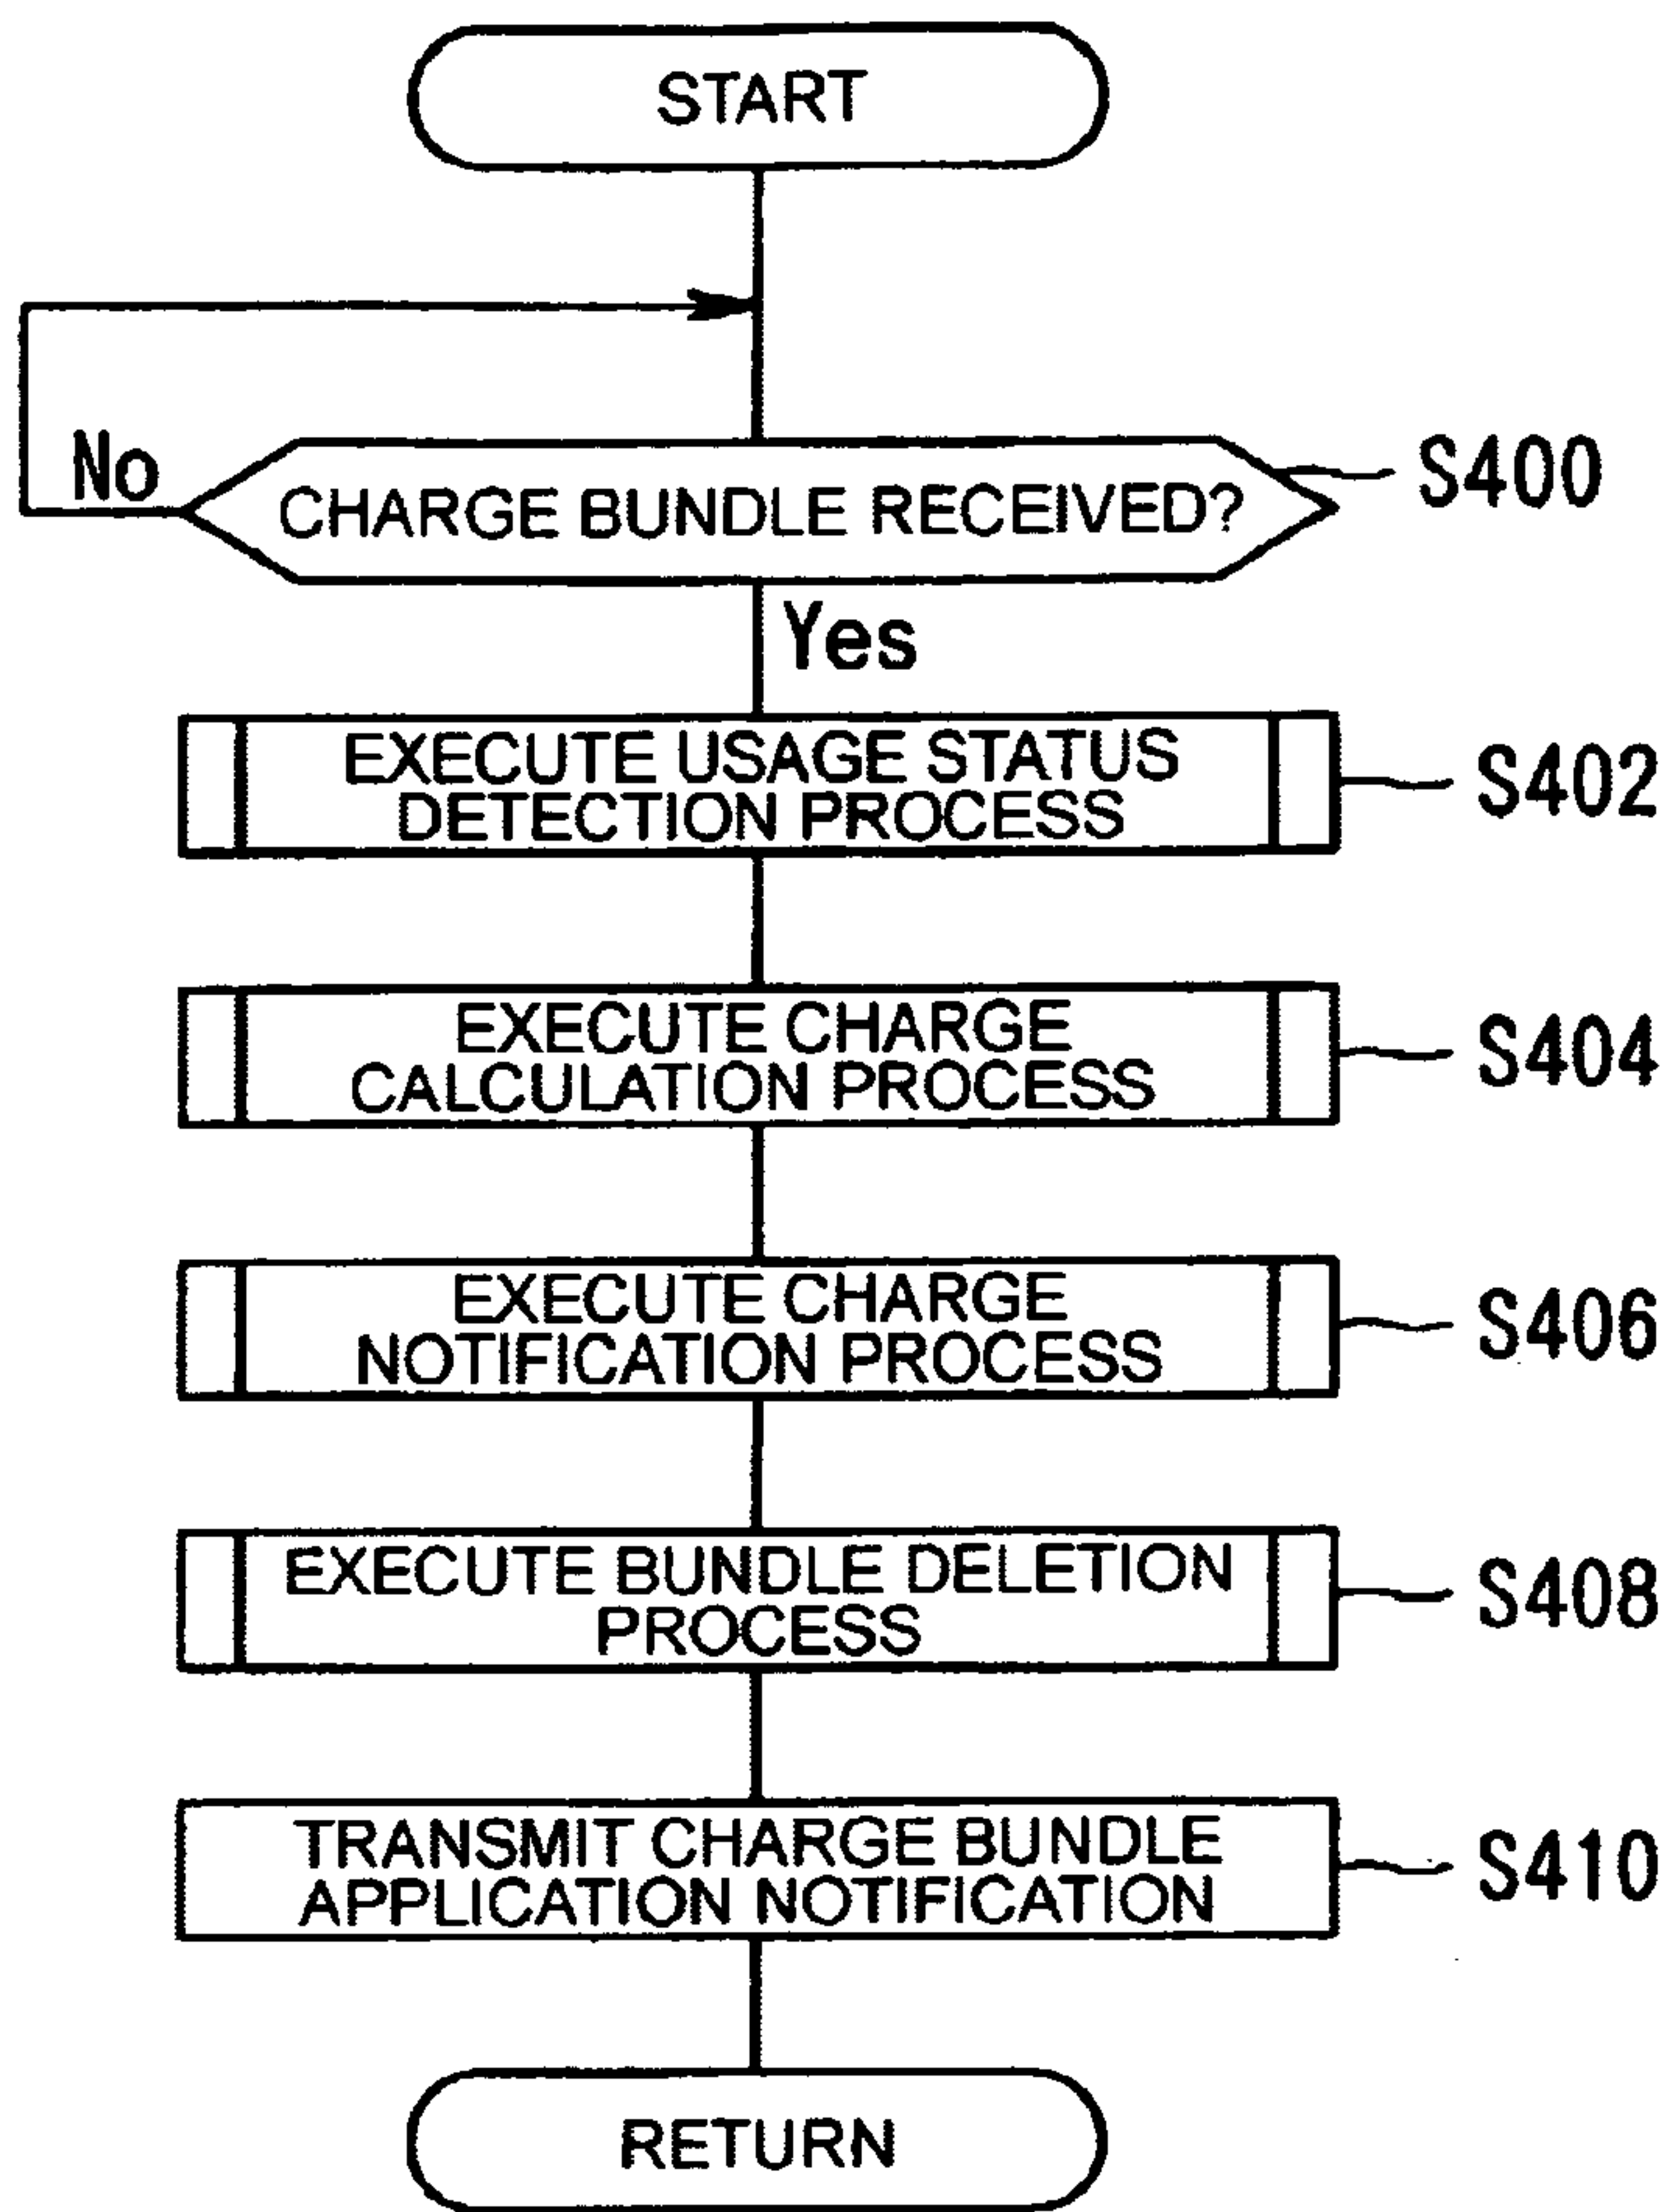 START
No
CHARGE BUNDLE RECEIVED?
S400
Yes
EXECUTE USAGE STATUS
DETECTION PROCESS
S402
EXECUTE CHARGE
CALCULATION PROCESS
S404
EXECUTE CHARGE
NOTIFICATION PROCESS
S406
EXECUTE BUNDLE DELETION
PROCESS
S408
TRANSMIT CHARGE BUNDLE
APPLICATION NOTIFICATION
S410
RETURN